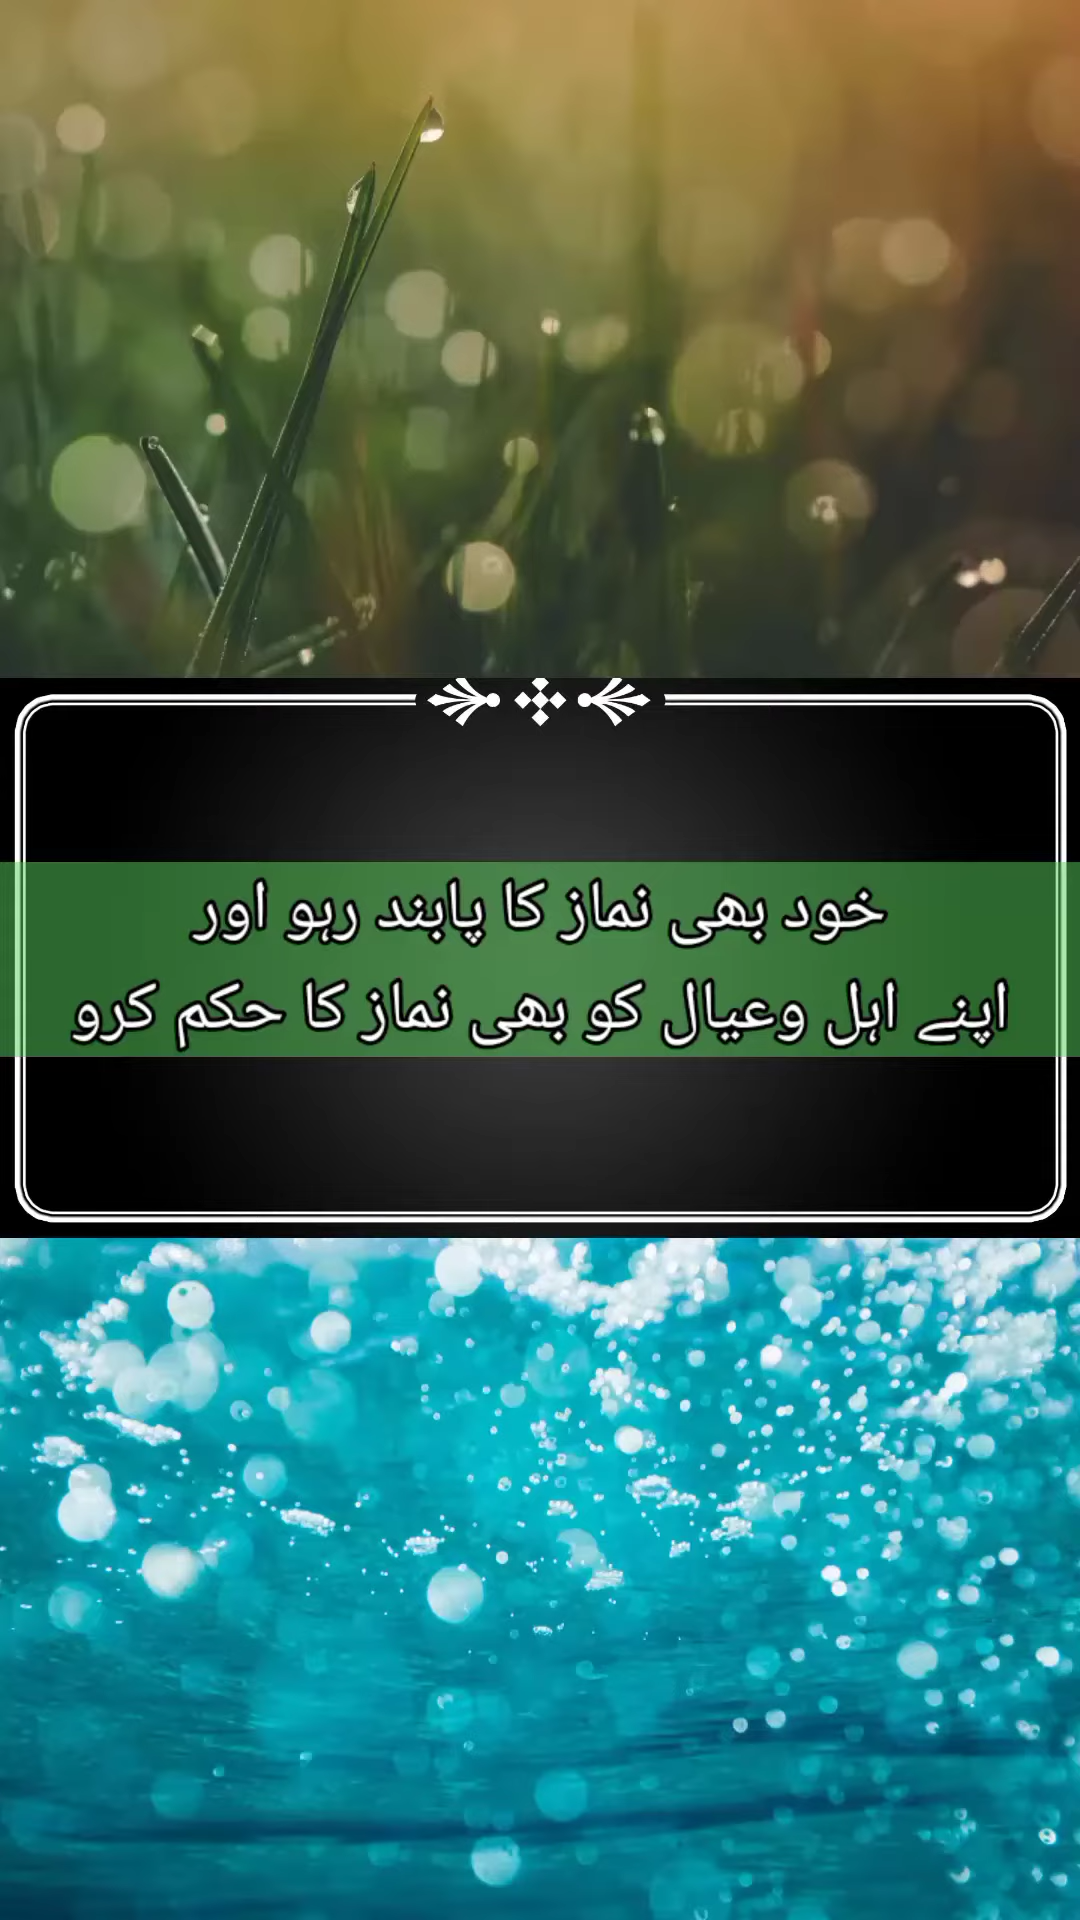 خود بھی نماز کا پابند رہو اور
اپنے اہل وعیال کو بھی نماز کا حکم کرو